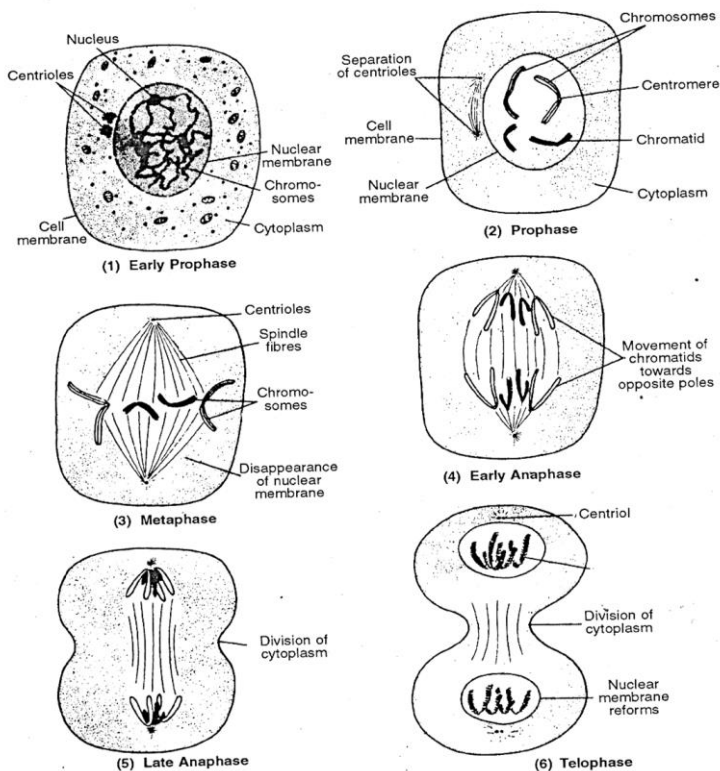 Nucleus
Centrioles
Nuclear
membrane
Chromo-
somes
Cell
membrane
Cytoplasm
(1) Early Prophase
Chromosomes
Separation
of centrioles
Centromere
Cell
membrane
Chromatid
Nuclear
membrane
Cytoplasm
(2) Prophase
Centrioles
Spindle
fibres
Chromo-
somes
Disappearance
of nuclear
membrane
(3) Metaphase
Movement of
chromatids
towards
opposite poles
(4) Early Anaphase
Division of
cytoplasm
(5) Late Anaphase
Centriol
Division of
cytoplasm
Nuclear
membrane
reforms
(6) Telophase